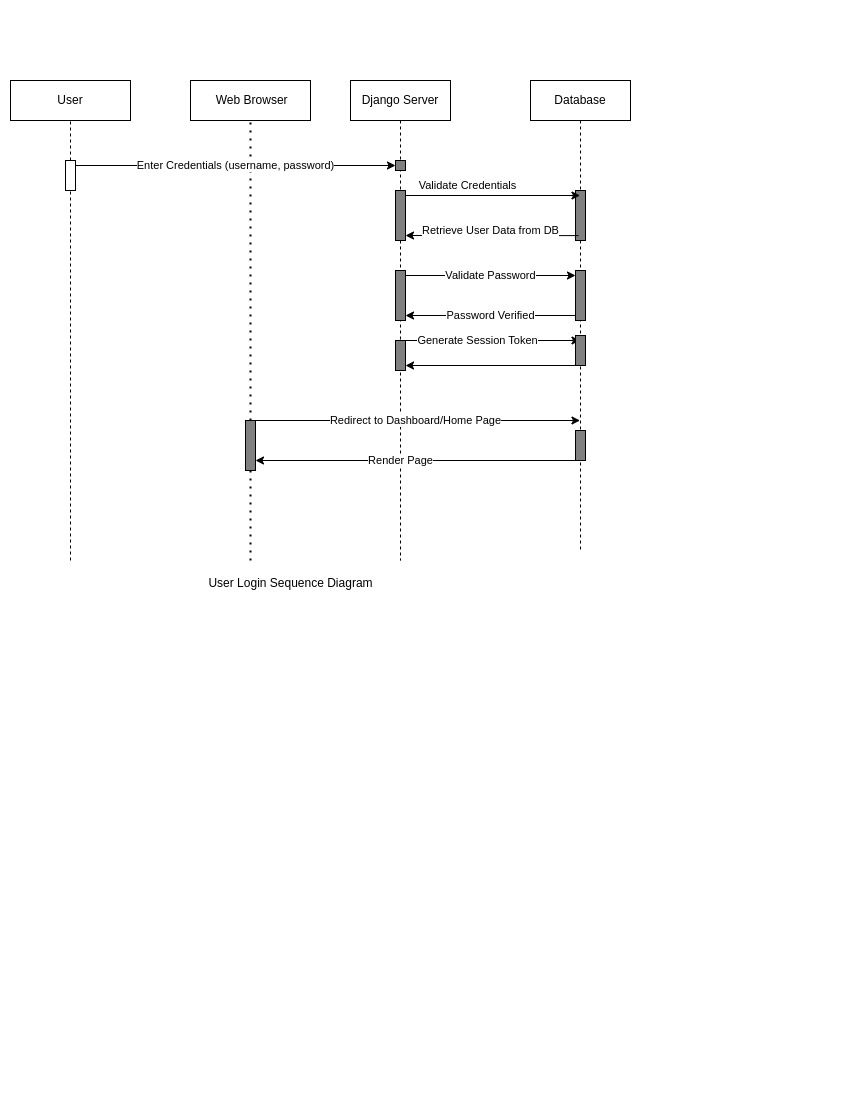 User
Web Browser
Django Server
Database
Enter Credentials (username, password)
Validate Credentials
Retrieve User Data from DB
Validate Password
Password Verified
Generate Session Token
Redirect to Dashboard/Home Page
Render Page
User Login Sequence Diagram